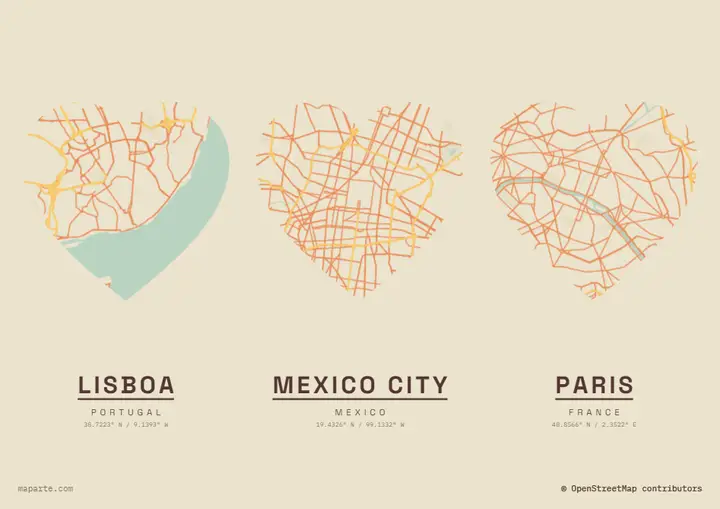 LISBOA
PORTUGAL
38.7223° N / 9.1393° W
MEXICO CITY
MEXICO
19.4326° N / 99.1332° W
PARIS
FRANCE
48.8566° N / 2.3522° E
maparte.com
© OpenStreetMap contributors